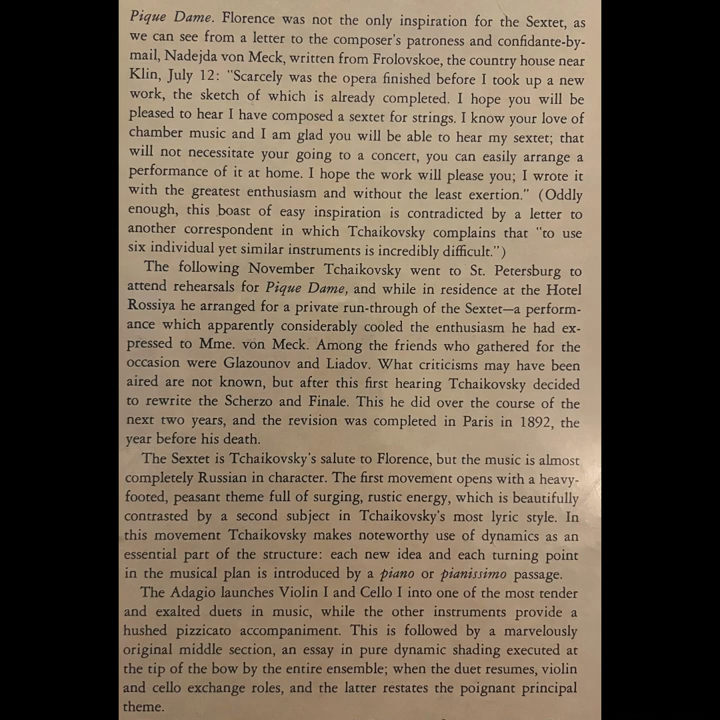 Pique Dame. Florence was not the only inspiration for the Sextet, as
we can see from a letter to the composer's patroness and confidante-by-
mail, Nadejda von Meck, written from Frolovskoe, the country house near
Klin, July 12: "Scarcely was the opera finished before I took up a new
work, the sketch of which is already completed. I hope you will be
pleased to hear I have composed a sextet for strings. I know your love of
chamber music and I am glad you will be able to hear my sextet; that
will not necessitate your going to a concert, you can easily arrange a
performance of it at home. I hope the work will please you; I wrote it
with the greatest enthusiasm and without the least exertion." (Oddly
enough, this boast of easy inspiration is contradicted by a letter to
another correspondent in which Tchaikovsky complains that "to use
six individual yet similar instruments is incredibly difficult.")
The following November Tchaikovsky went to St. Petersburg to
attend rehearsals for Pique Dame, and while in residence at the Hotel
Rossiya he arranged for a private run-through of the Sextet—a perform-
ance which apparently considerably cooled the enthusiasm he had ex-
pressed to Mme. von Meck. Among the friends who gathered for the
occasion were Glazounov and Liadov. What criticisms may have been
aired are not known, but after this first hearing Tchaikovsky decided
to rewrite the Scherzo and Finale. This he did over the course of the
next two years, and the revision was completed in Paris in 1892, the
year before his death.
The Sextet is Tchaikovsky's salute to Florence, but the music is almost
completely Russian in character. The first movement opens with a heavy-
footed, peasant theme full of surging, rustic energy, which is beautifully
contrasted by a second subject in Tchaikovsky's most lyric style. In
this movement Tchaikovsky makes noteworthy use of dynamics as an
essential part of the structure: each new idea and each turning point
in the musical plan is introduced by a piano or pianissimo passage.
The Adagio launches Violin I and Cello I into one of the most tender
and exalted duets in music, while the other instruments provide a
hushed pizzicato accompaniment. This is followed by a marvelously
original middle section, an essay in pure dynamic shading executed at
the tip of the bow by the entire ensemble; when the duet resumes, violin
and cello exchange roles, and the latter restates the poignant principal
theme.